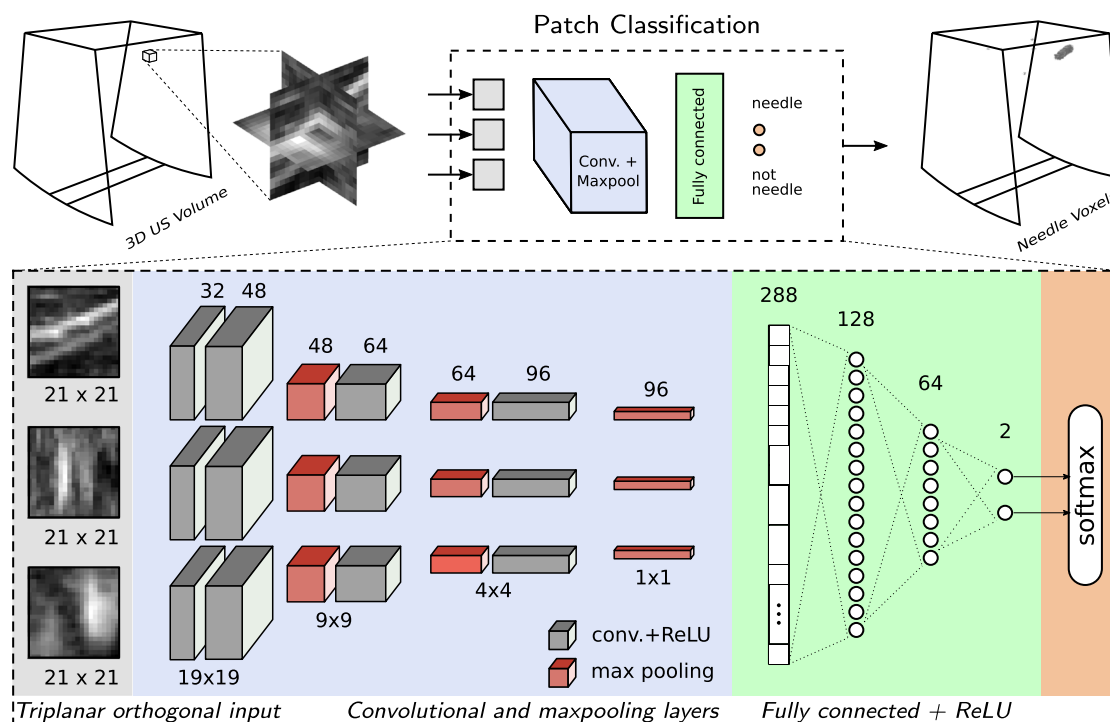 Patch Classification
3D US Volume
Conv. +
Maxpool
Fully connected
needle
not
needle
Needle Voxel
32 48
48 64
64 96
96
21 x 21
21 x 21
21 x 21
19x19
9x9
4x4
1x1
conv.+ReLU
max pooling
288
128
64
2
softmax
Triplanar orthogonal input
Convolutional and maxpooling layers
Fully connected + ReLU